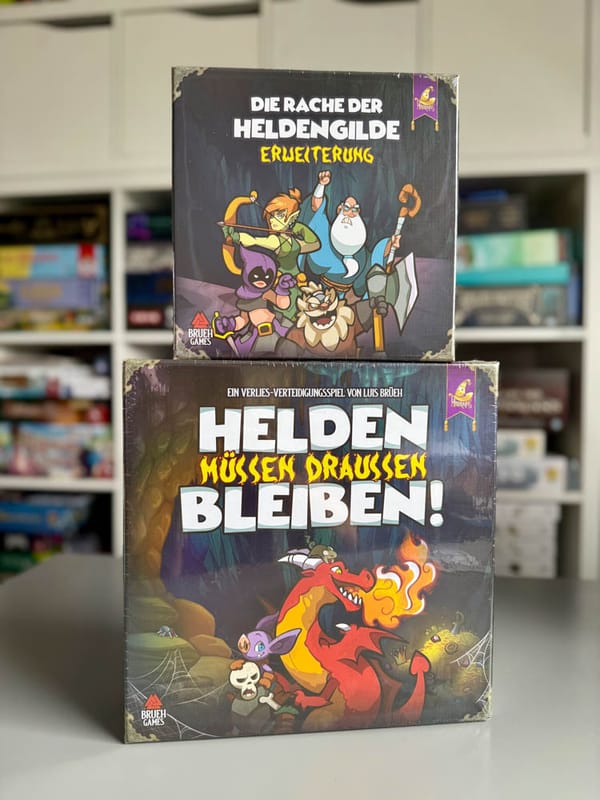 DIE RACHE DER
HELDENGILDE
ERWEITERUNG
BRUEH
GAMES
EIN VERLIES-VERTEIDIGUNGSSPIEL VON LUIS BRÜEH
HELDEN
MÜSSEN DRAUSSEN
BLEIBEN!
BRUEH
GAMES